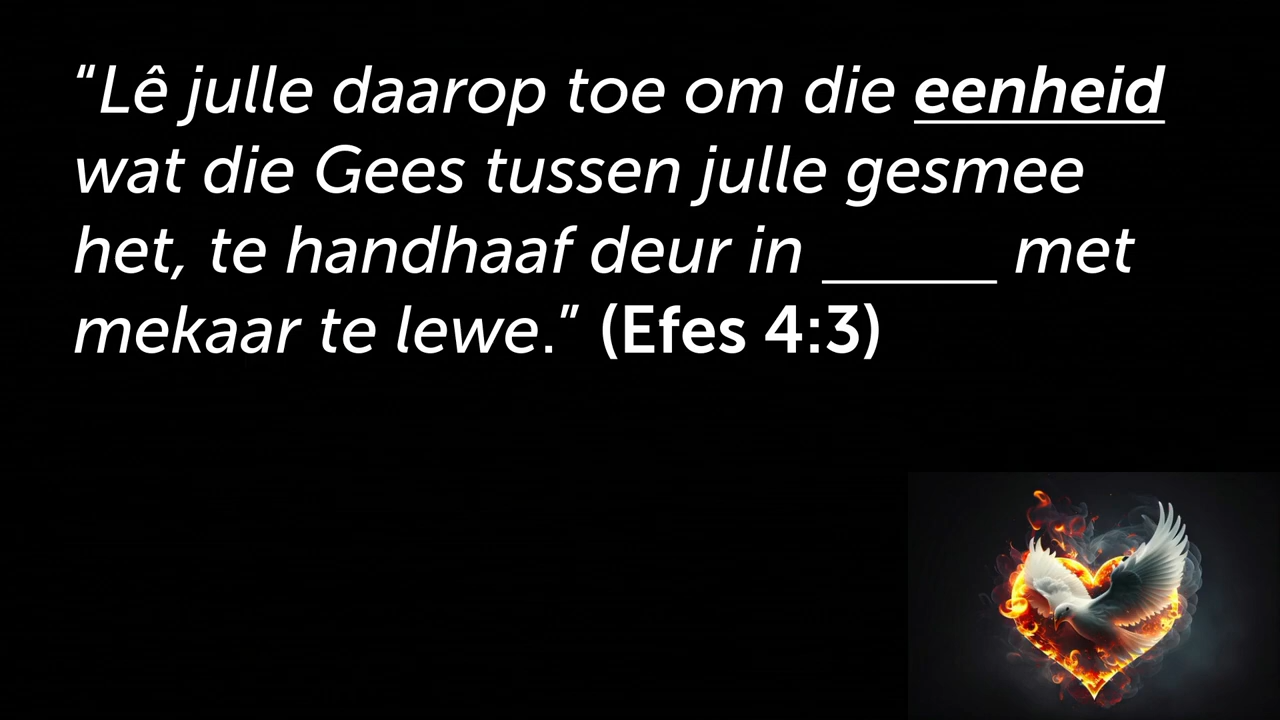 “Lê julle daarop toe om die eenheid
wat die Gees tussen julle gesmee
het, te handhaaf deur in ______ met
mekaar te lewe.” (Efes 4:3)